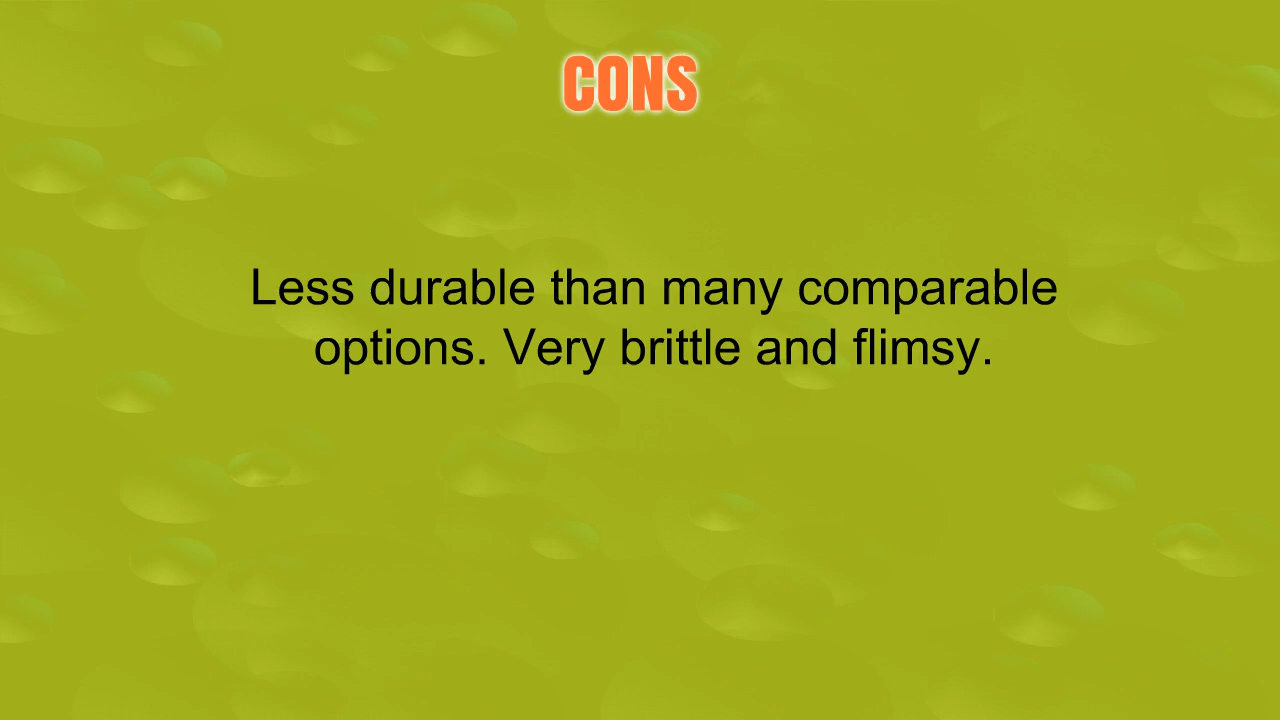 CONS
Less durable than many comparable
options. Very brittle and flimsy.